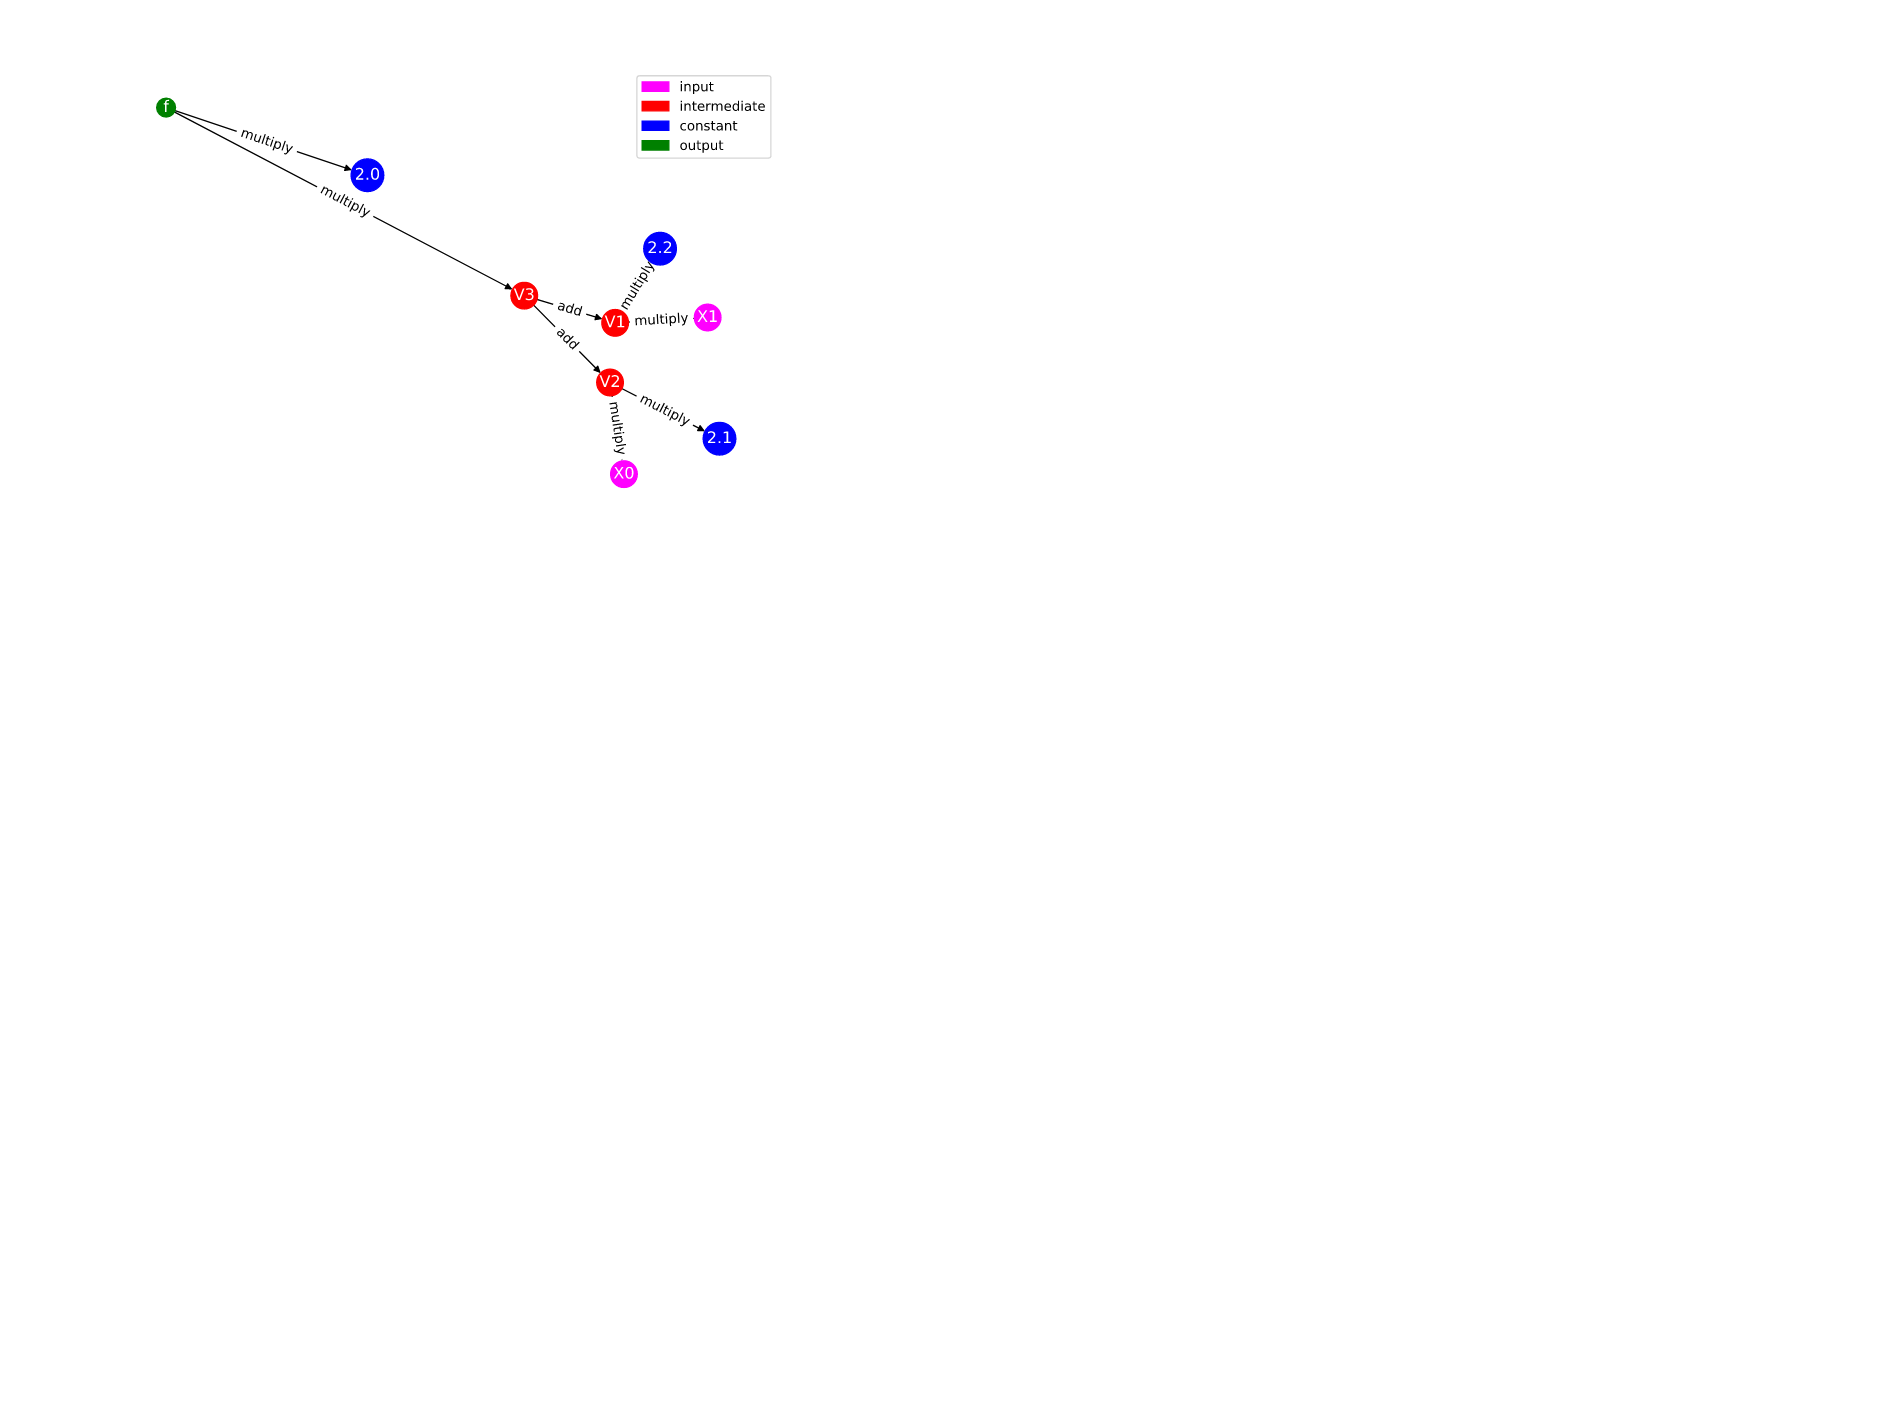 input
intermediate
constant
output
f
multiply
2.0
multiply
2.2
multiply
V3
add
V1
multiply
X1
add
V2
multiply
multiply
2.1
X0